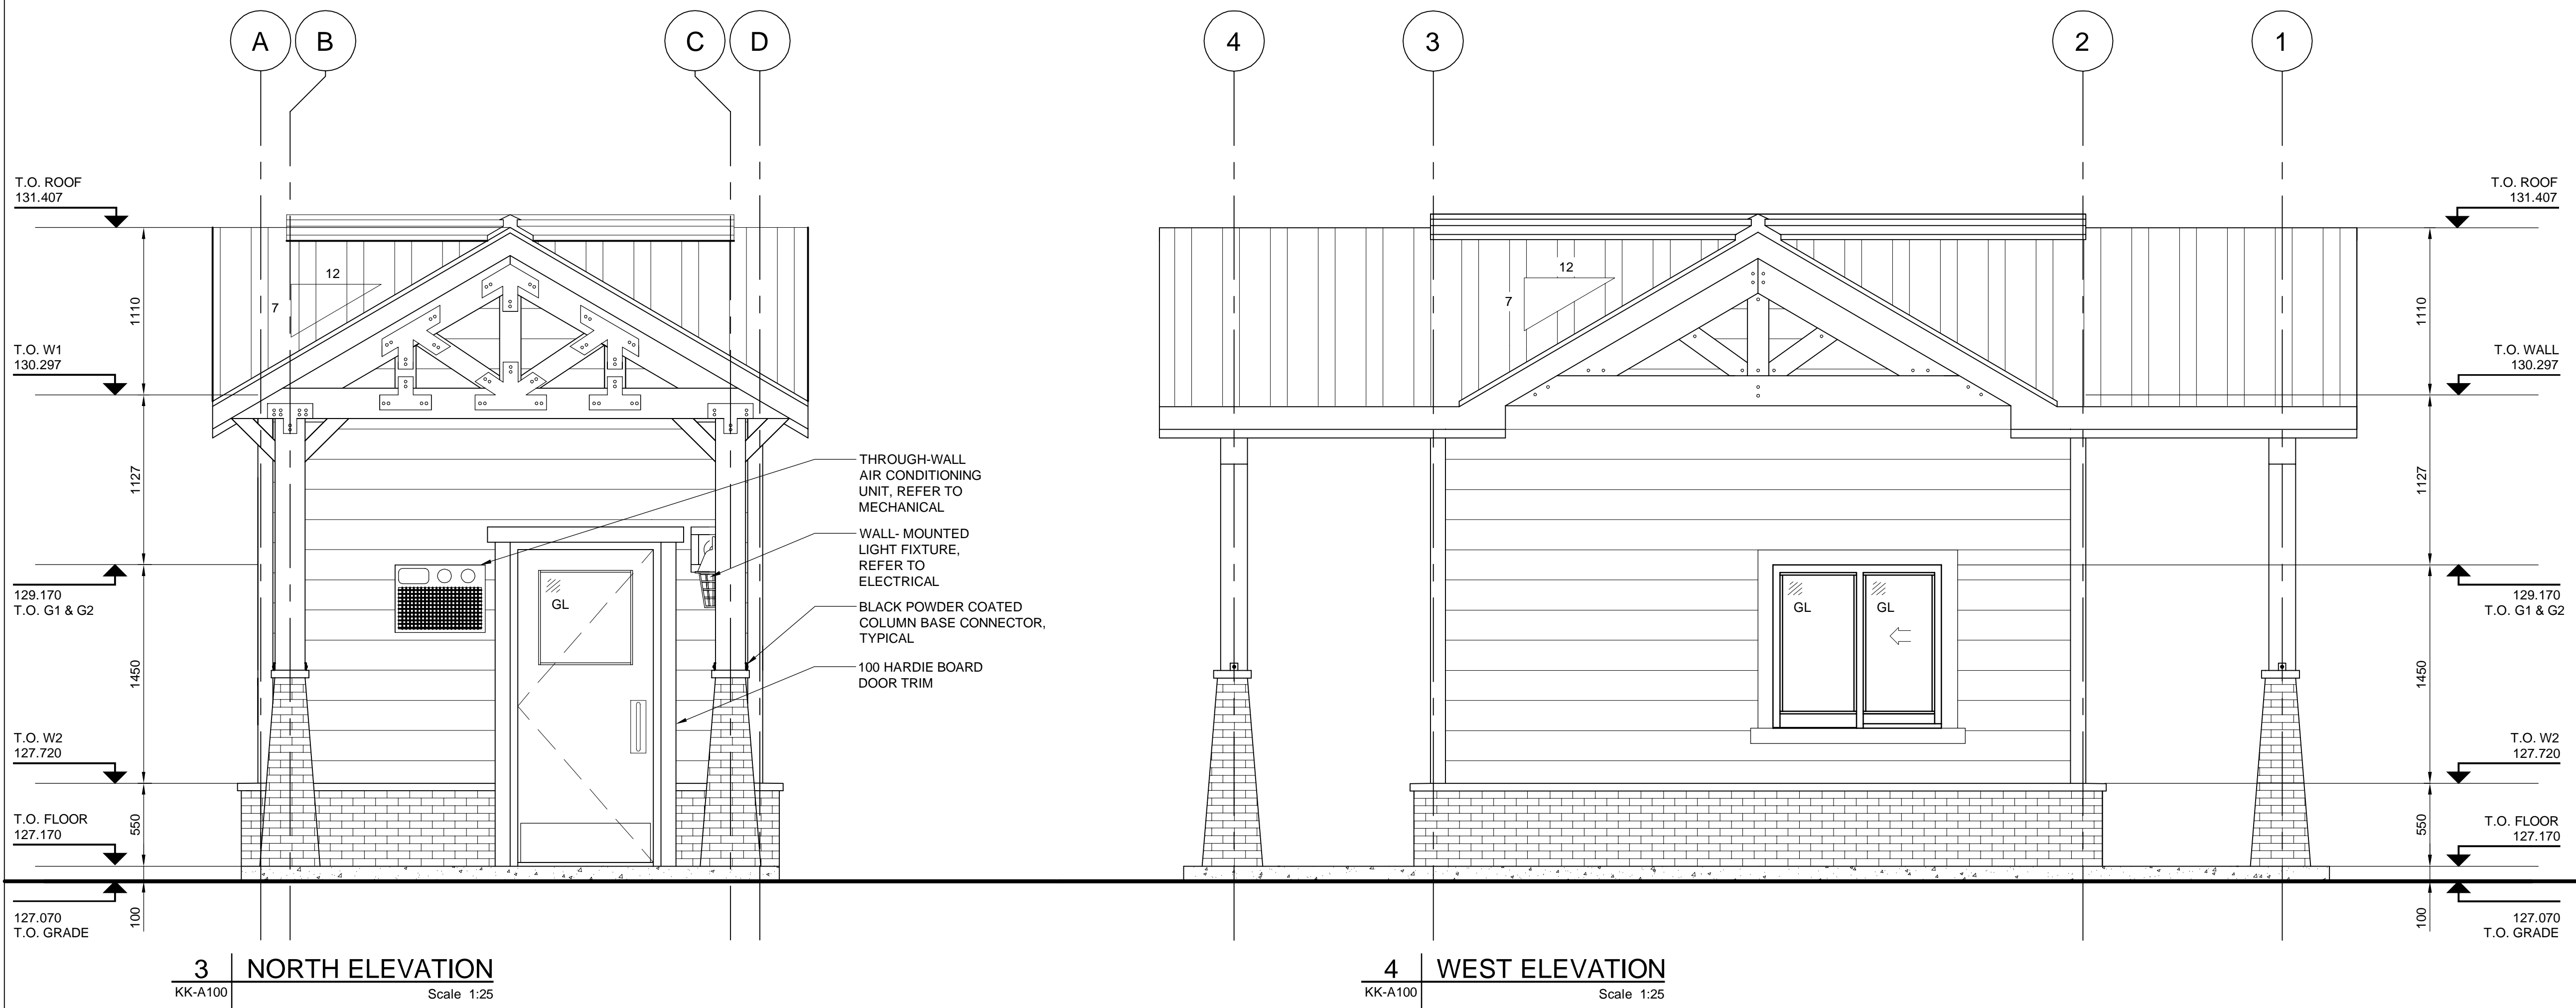 A
B
C
D
T.O. ROOF
131.407
T.O. W1
130.297
129.170
T.O. G1 & G2
T.O. W2
127.720
T.O. FLOOR
127.170
127.070
T.O. GRADE
1110
1127
1450
550
100
12
7
GL
THROUGH-WALL
AIR CONDITIONING
UNIT, REFER TO
MECHANICAL
WALL- MOUNTED
LIGHT FIXTURE,
REFER TO
ELECTRICAL
BLACK POWDER COATED
COLUMN BASE CONNECTOR,
TYPICAL
100 HARDIE BOARD
DOOR TRIM
3
NORTH ELEVATION
KK-A100
Scale 1:25
4
3
2
1
12
7
GL
GL
T.O. ROOF
131.407
T.O. WALL
130.297
129.170
T.O. G1 & G2
T.O. W2
127.720
T.O. FLOOR
127.170
127.070
T.O. GRADE
1110
1127
1450
550
100
4
WEST ELEVATION
KK-A100
Scale 1:25